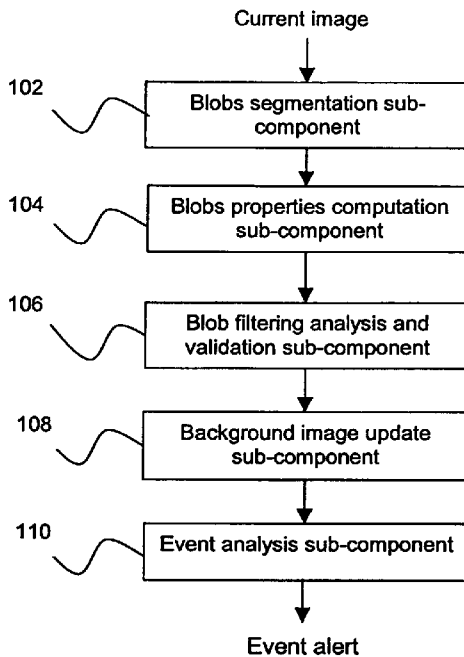 Current image
102
Blobs segmentation sub-
component
104
Blobs properties computation
sub-component
106
Blob filtering analysis and
validation sub-component
108
Background image update
sub-component
110
Event analysis sub-component
Event alert